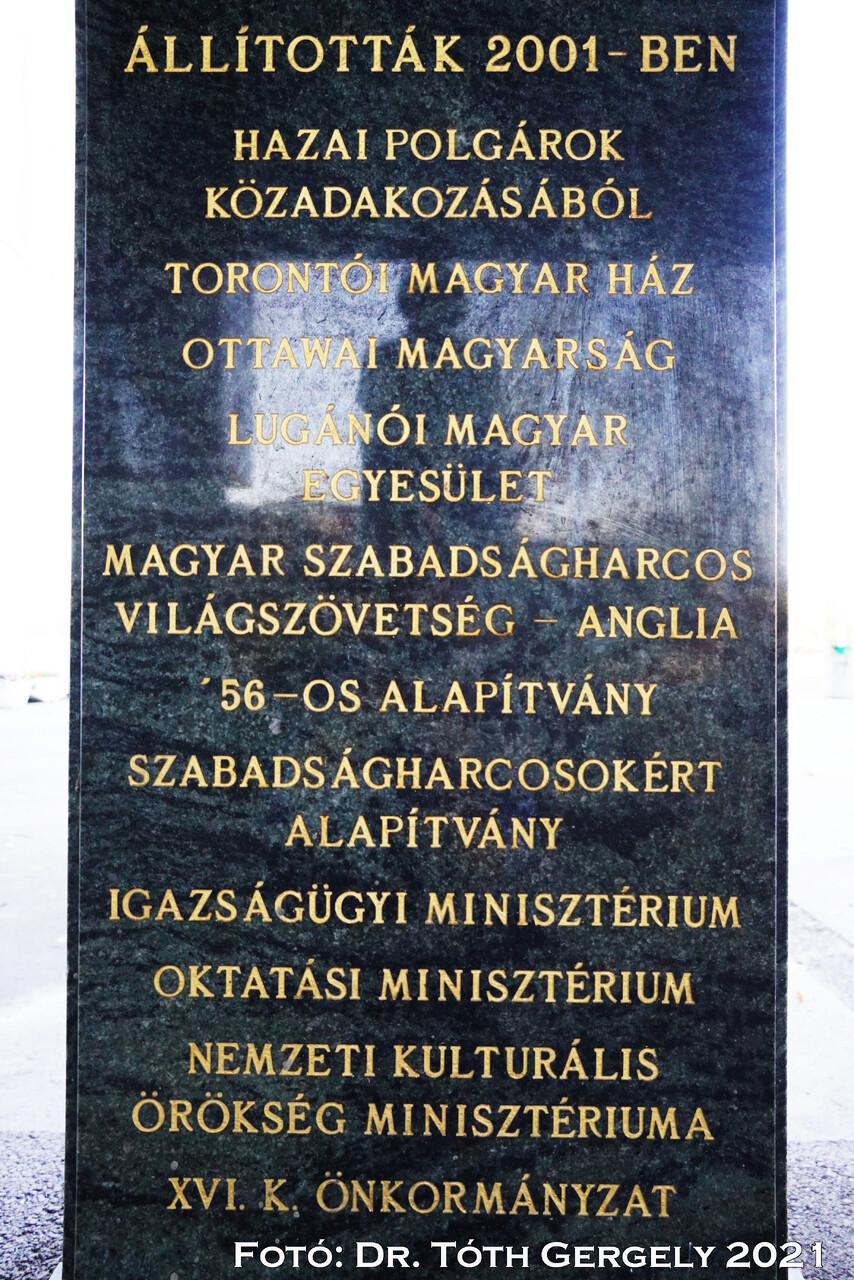 ÁLLÍTOTTÁK 2001-BEN
HAZAI POLGÁROK
KÖZADAKOZÁSÁBÓL
TORONTÓI MAGYAR HÁZ
OTTAWAI MAGYARSÁG
LUGÁNÓI MAGYAR
EGYESÜLET
MAGYAR SZABADSÁGHARCOS
VILÁGSZÖVETSÉG – ANGLIA
´56–OS ALAPÍTVÁNY
SZABADSÁGHARCOSOKÉRT
ALAPÍTVÁNY
IGAZSÁGÜGYI MINISZTÉRIUM
OKTATÁSI MINISZTÉRIUM
NEMZETI KULTURÁLIS
ÖRÖKSÉG MINISZTÉRIUMA
XVI. K. ÖNKORMÁNYZAT
FOTÓ: DR. TÓTH GERGELY 2021